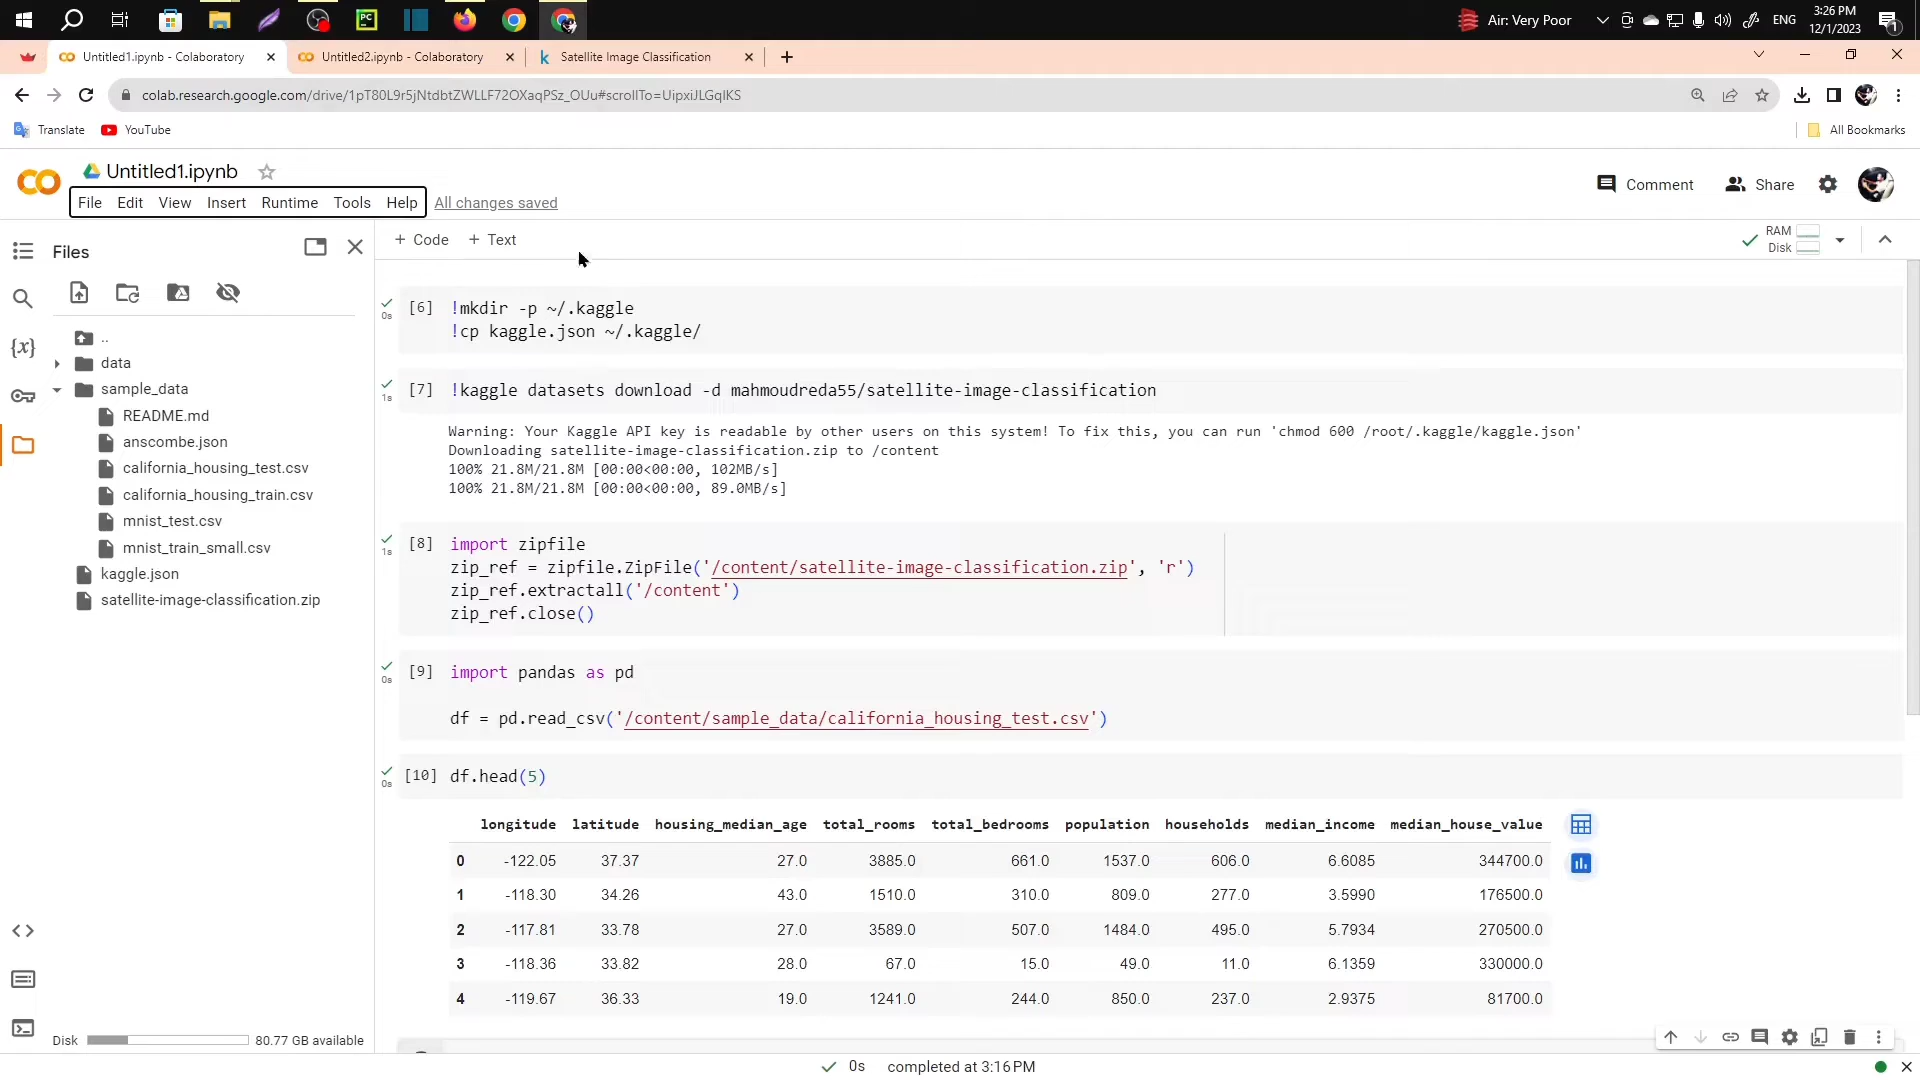 Air: Very Poor
ENG
3:26 PM
12/1/2023
1
PC
Untitled1.ipynb - Colaboratory
Untitled2.ipynb - Colaboratory
k Satellite Image Classification
colab.research.google.com/drive/1pT80L9r5jNtdbtZWLLF72OXaqPSz_OUu#scrollTo=UipxiJLGqIKS
Translate
YouTube
All Bookmarks
Untitled1.ipynb
File Edit View Insert Runtime Tools Help All changes saved
Comment
Share
Files
+ Code + Text
RAM
Disk
{x}
..
data
sample_data
README.md
anscombe.json
california_housing_test.csv
california_housing_train.csv
mnist_test.csv
mnist_train_small.csv
kaggle.json
satellite-image-classification.zip
Disk 80.77 GB available
0s
[6] !mkdir -p ~/.kaggle
!cp kaggle.json ~/.kaggle/
1s
[7] !kaggle datasets download -d mahmoudreda55/satellite-image-classification
Warning: Your Kaggle API key is readable by other users on this system! To fix this, you can run 'chmod 600 /root/.kaggle/kaggle.json'
Downloading satellite-image-classification.zip to /content
100% 21.8M/21.8M [00:00<00:00, 102MB/s]
100% 21.8M/21.8M [00:00<00:00, 89.0MB/s]
1s
[8] import zipfile
zip_ref = zipfile.ZipFile('/content/satellite-image-classification.zip', 'r')
zip_ref.extractall('/content')
zip_ref.close()
0s
[9] import pandas as pd
df = pd.read_csv('/content/sample_data/california_housing_test.csv')
0s
[10] df.head(5)
longitude latitude housing_median_age total_rooms total_bedrooms population households median_income median_house_value
0 -122.05 37.37 27.0 3885.0 661.0 1537.0 606.0 6.6085 344700.0
1 -118.30 34.26 43.0 1510.0 310.0 809.0 277.0 3.5990 176500.0
2 -117.81 33.78 27.0 3589.0 507.0 1484.0 495.0 5.7934 270500.0
3 -118.36 33.82 28.0 67.0 15.0 49.0 11.0 6.1359 330000.0
4 -119.67 36.33 19.0 1241.0 244.0 850.0 237.0 2.9375 81700.0
0s completed at 3:16 PM